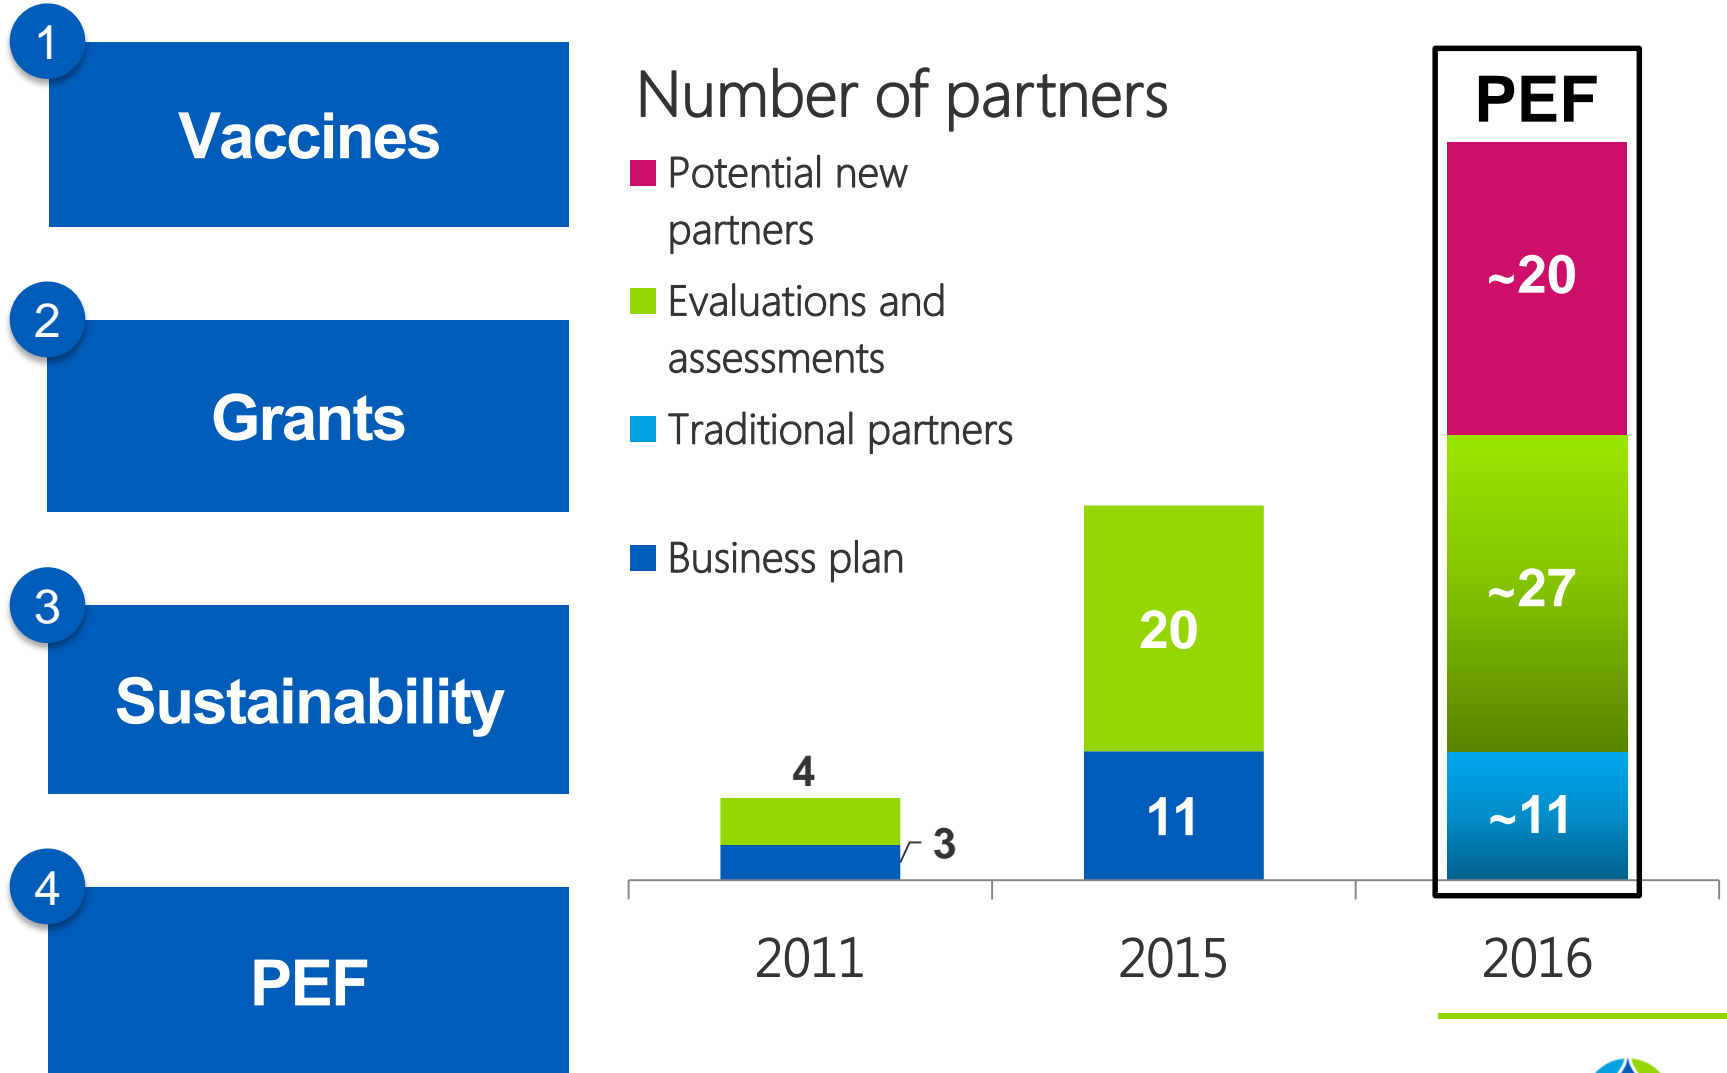 1
Vaccines
2
Grants
3
Sustainability
4
PEF
Number of partners
Potential new
partners
Evaluations and
assessments
Traditional partners
Business plan
PEF
~20
~27
~11
20
11
4
3
2011
2015
2016